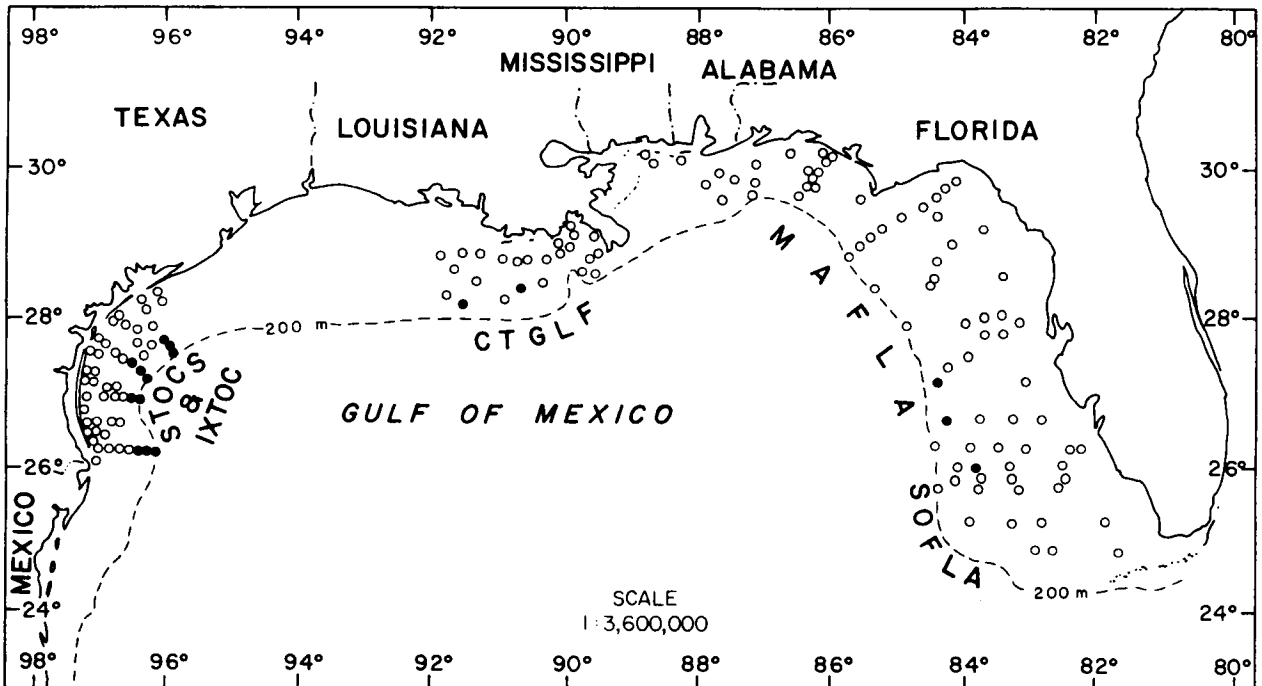 98° 96° 94° 92° 90° 88° 86° 84° 82° 80°
MISSISSIPPI ALABAMA
TEXAS LOUISIANA FLORIDA
30° 30°
28° 200 m 28°
CTGLF
MAFLA
STOCS & IXTOC
GULF OF MEXICO
26° 26°
SOFLA
MEXICO
200 m
24° SCALE 24°
1:3,600,000
98° 96° 94° 92° 90° 88° 86° 84° 82° 80°